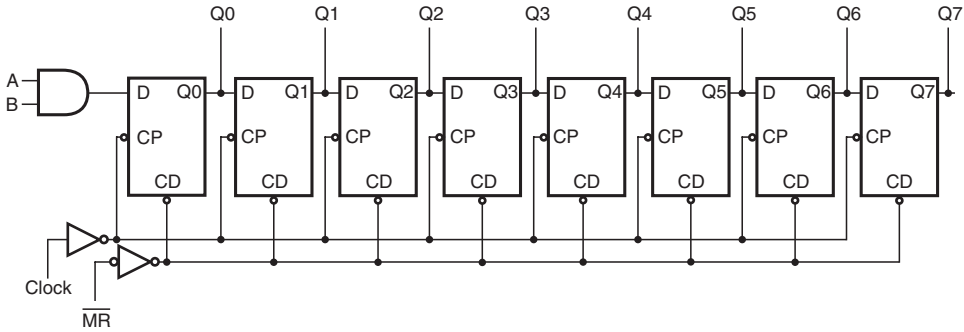 Q0 Q1 Q2 Q3 Q4 Q5 Q6 Q7
A
B
D Q0 D Q1 D Q2 D Q3 D Q4 D Q5 D Q6 D Q7
CP CP CP CP CP CP CP CP
CD CD CD CD CD CD CD CD
Clock
M̅R̅